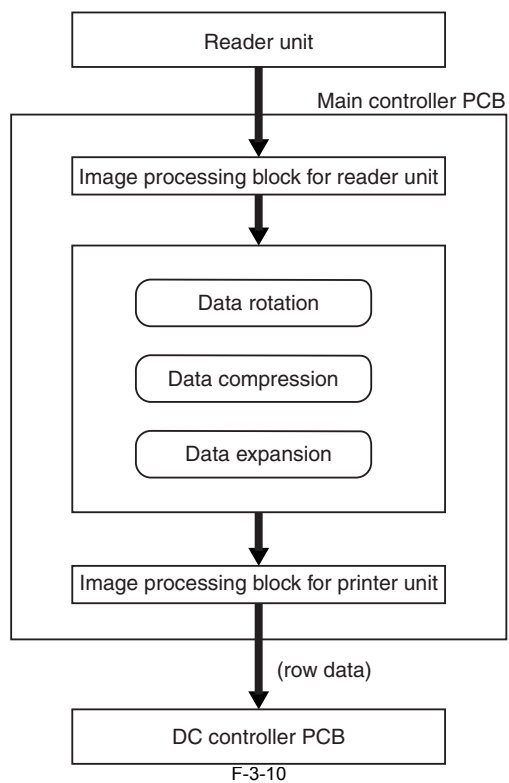 Reader unit
Main controller PCB
Image processing block for reader unit
Data rotation
Data compression
Data expansion
Image processing block for printer unit
(row data)
DC controller PCB
F-3-10